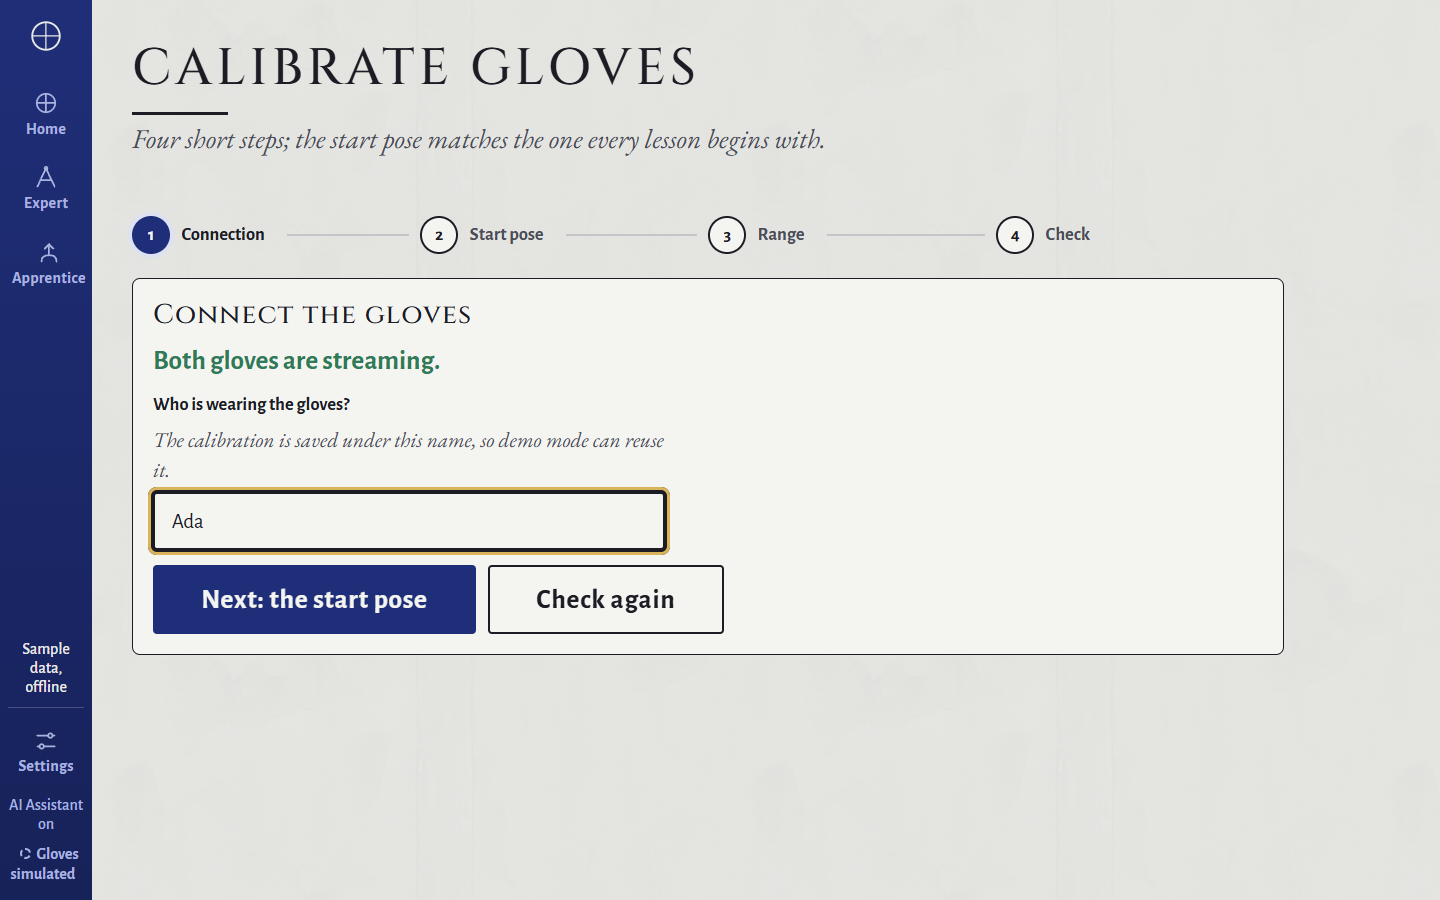 Home
Expert
Apprentice
Sample
data,
offline
Settings
AI Assistant
on
Gloves
simulated
CALIBRATE GLOVES
Four short steps; the start pose matches the one every lesson begins with.
1 Connection
2 Start pose
3 Range
4 Check
CONNECT THE GLOVES
Both gloves are streaming.
Who is wearing the gloves?
The calibration is saved under this name, so demo mode can reuse
it.
Ada
Next: the start pose
Check again